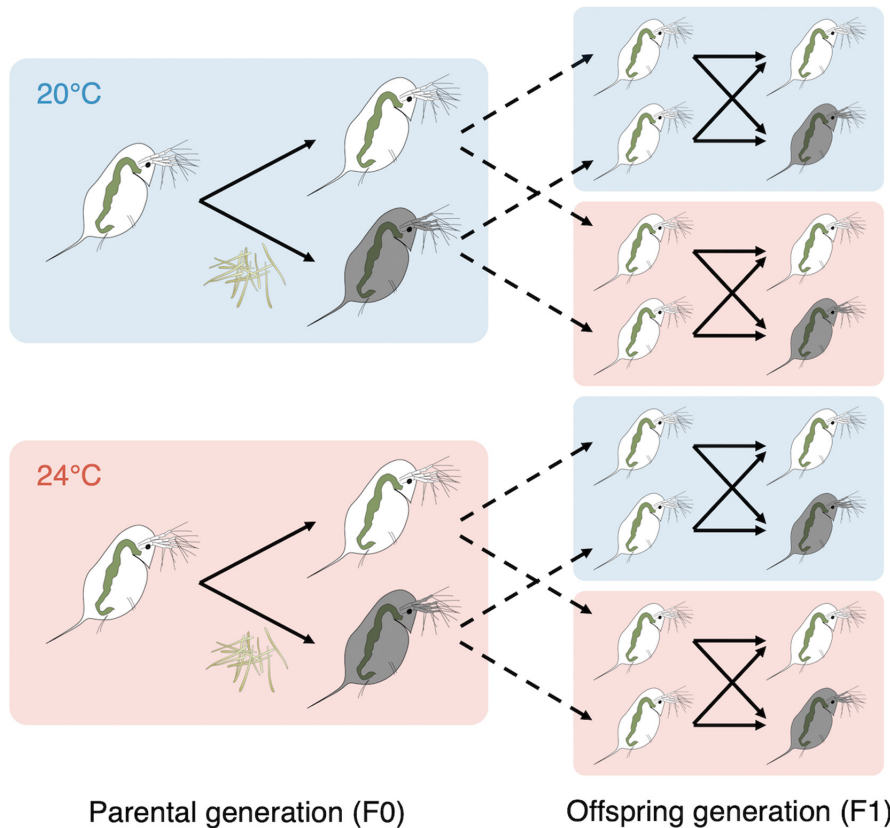 20°C
24°C
Parental generation (F0)
Offspring generation (F1)